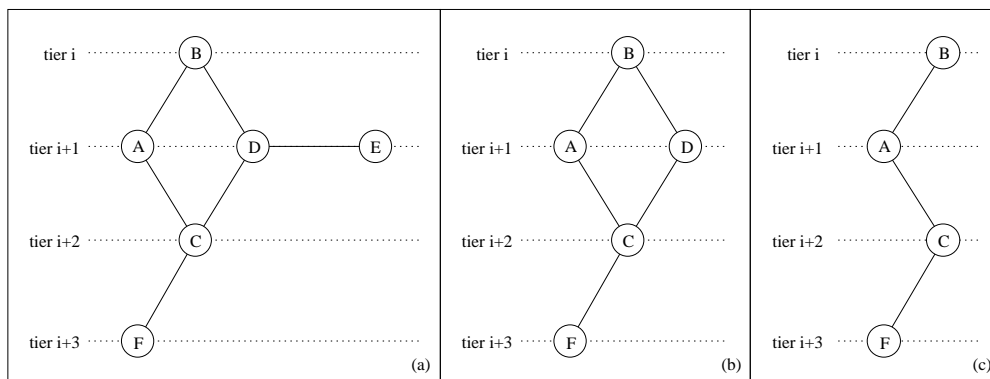 tier i B
tier i+1 A D E
tier i+2 C
tier i+3 F
(a)
tier i B
tier i+1 A D
tier i+2 C
tier i+3 F
(b)
tier i B
tier i+1 A
tier i+2 C
tier i+3 F
(c)